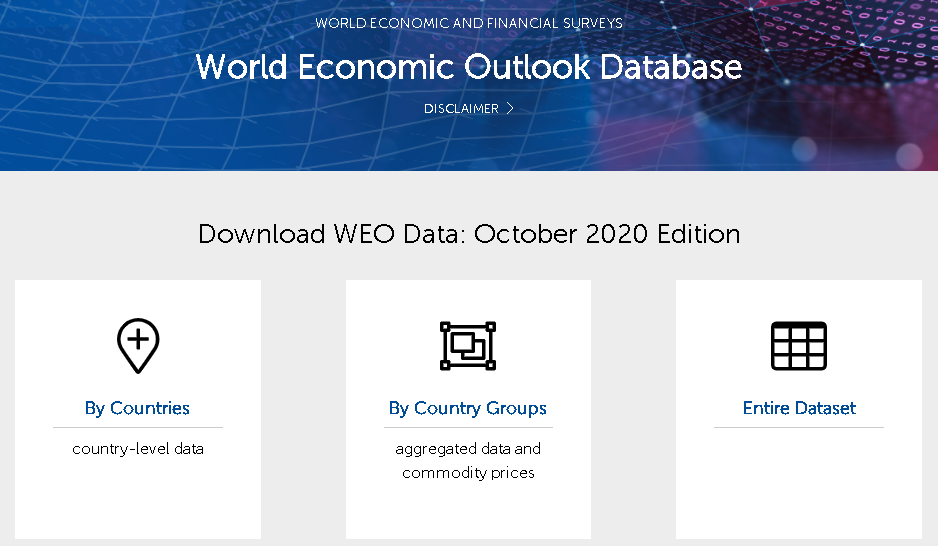 WORLD ECONOMIC AND FINANCIAL SURVEYS
World Economic Outlook Database
DISCLAIMER
Download WEO Data: October 2020 Edition
By Countries
country-level data
By Country Groups
aggregated data and
commodity prices
Entire Dataset